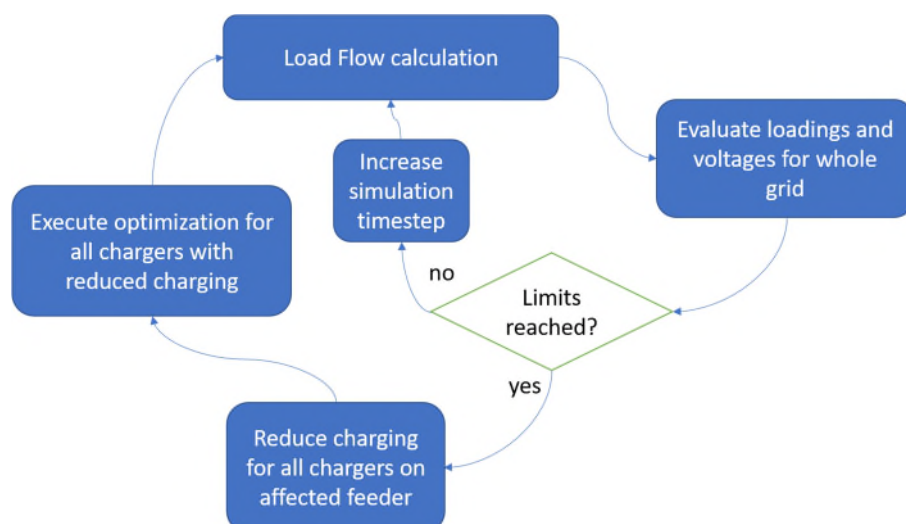 Load Flow calculation
Evaluate loadings and
voltages for whole
grid
Increase
simulation
timestep
Execute optimization for
all chargers with
reduced charging
no
Limits
reached?
yes
Reduce charging
for all chargers on
affected feeder